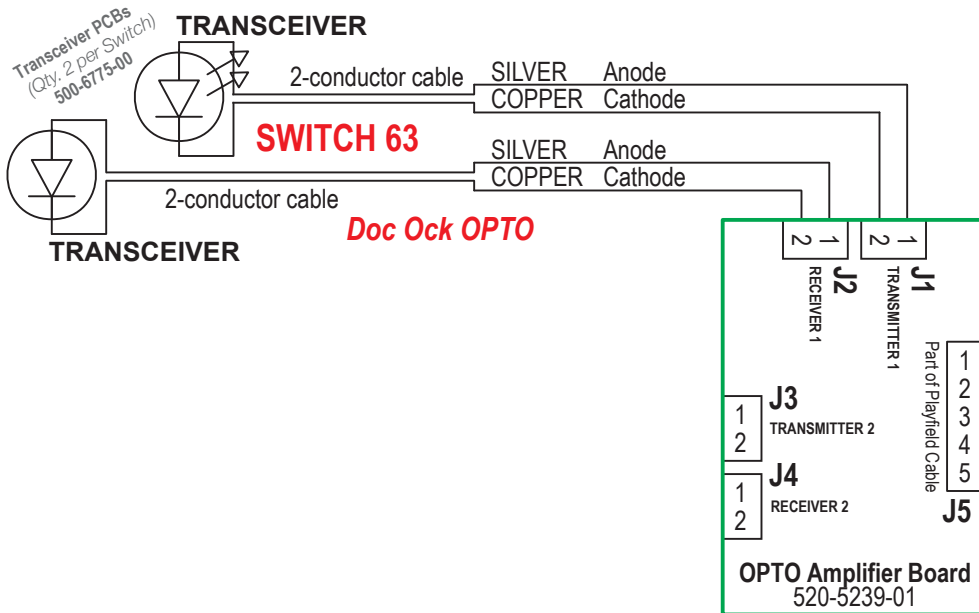 Transceiver PCBs
(Qty. 2 per Switch)
500-6775-00
TRANSCEIVER
2-conductor cable
SILVER Anode
COPPER Cathode
SWITCH 63
SILVER Anode
COPPER Cathode
2-conductor cable
Doc Ock OPTO
TRANSCEIVER
2 1
J2
RECEIVER 1
2 1
J1
TRANSMITTER 1
J3
1
2
TRANSMITTER 2
J4
1
2
RECEIVER 2
Part of Playfield Cable
1
2
3
4
5
J5
OPTO Amplifier Board
520-5239-01